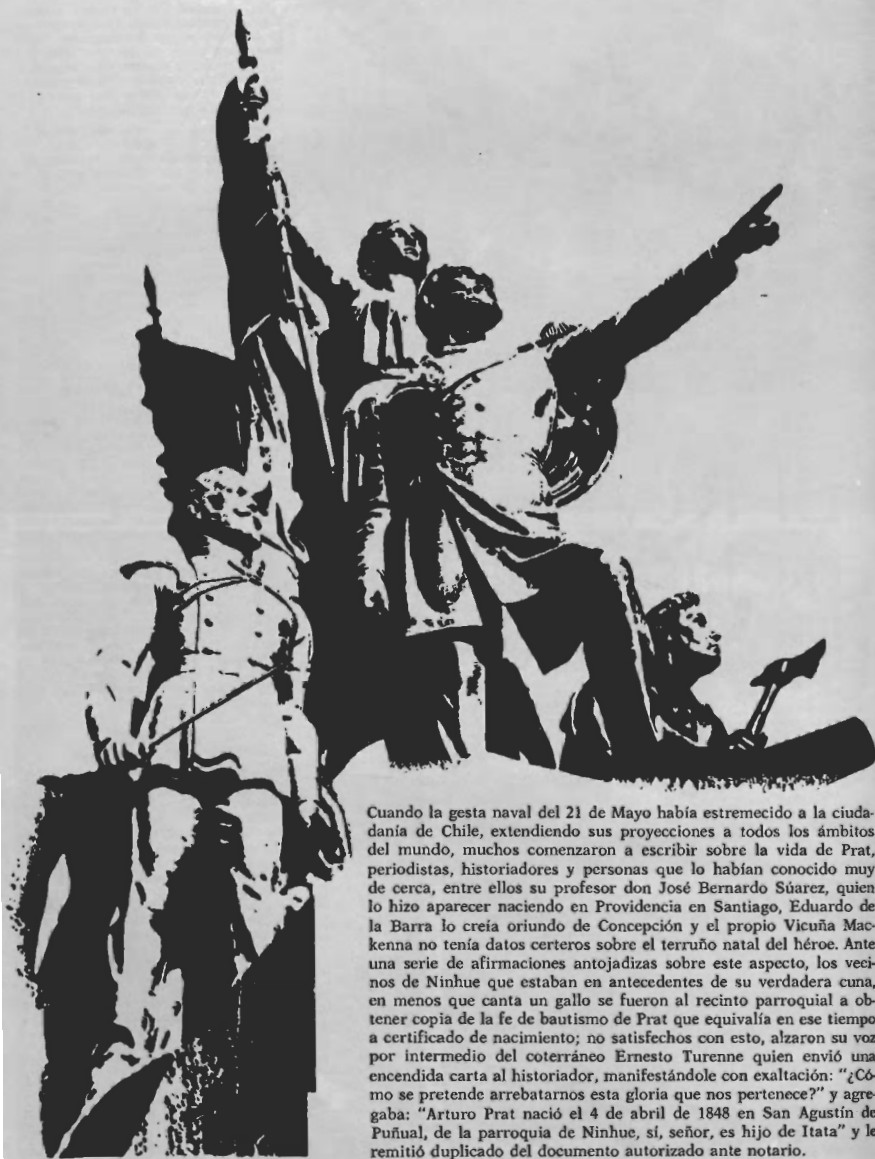 Cuando la gesta naval del 21 de Mayo había estremecido a la ciuda-
danía de Chile, extendiendo sus proyecciones a todos los ámbitos
del mundo, muchos comenzaron a escribir sobre la vida de Prat,
periodistas, historiadores y personas que lo habían conocido muy
de cerca, entre ellos su profesor don José Bernardo Súarez, quien
lo hizo aparecer naciendo en Providencia en Santiago, Eduardo de
la Barra lo creía oriundo de Concepción y el propio Vicuña Mac-
kenna no tenía datos certeros sobre el terruño natal del héroe. Ante
una serie de afirmaciones antojadizas sobre este aspecto, los veci-
nos de Ninhue que estaban en antecedentes de su verdadera cuna,
en menos que canta un gallo se fueron al recinto parroquial a ob-
tener copia de la fe de bautismo de Prat que equivalía en ese tiempo
a certificado de nacimiento; no satisfechos con esto, alzaron su voz
por intermedio del coterráneo Ernesto Turenne quien envió una
encendida carta al historiador, manifestándole con exaltación: "¿Có-
mo se pretende arrebatarnos esta gloria que nos pertenece?" y agre-
gaba: "Arturo Prat nació el 4 de abril de 1848 en San Agustín de
Puñual, de la parroquia de Ninhue, sí, señor, es hijo de Itata" y le
remitió duplicado del documento autorizado ante notario.